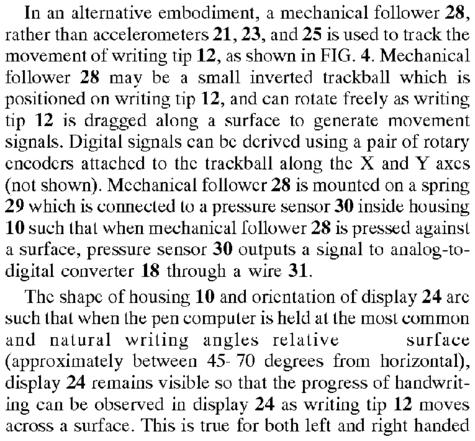 In an alternative embodiment, a mechanical follower 28,
rather than accelerometers 21, 23, and 25 is used to track the
movement of writing tip 12, as shown in FIG. 4. Mechanical
follower 28 may be a small inverted trackball which is
positioned on writing tip 12, and can rotate freely as writing
tip 12 is dragged along a surface to generate movement
signals. Digital signals can be derived using a pair of rotary
encoders attached to the trackball along the X and Y axes
(not shown). Mechanical follower 28 is mounted on a spring
29 which is connected to a pressure sensor 30 inside housing
10 such that when mechanical follower 28 is pressed against
a surface, pressure sensor 30 outputs a signal to analog-to-
digital converter 18 through a wire 31.
The shape of housing 10 and orientation of display 24 are
such that when the pen computer is held at the most common
and natural writing angles relative surface
(approximately between 45- 70 degrees from horizontal),
display 24 remains visible so that the progress of handwrit-
ing can be observed in display 24 as writing tip 12 moves
across a surface. This is true for both left and right handed